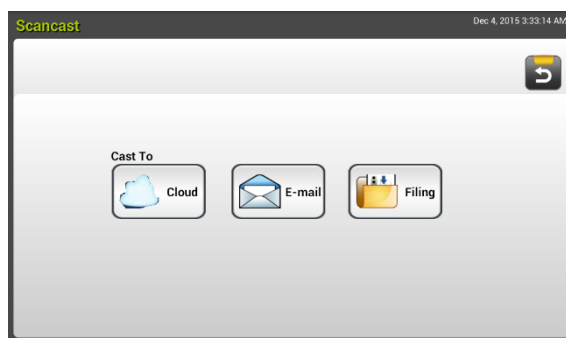 Scancast
Dec 4, 2015 3:33:14 AM
Cast To
Cloud
E-mail
Filing